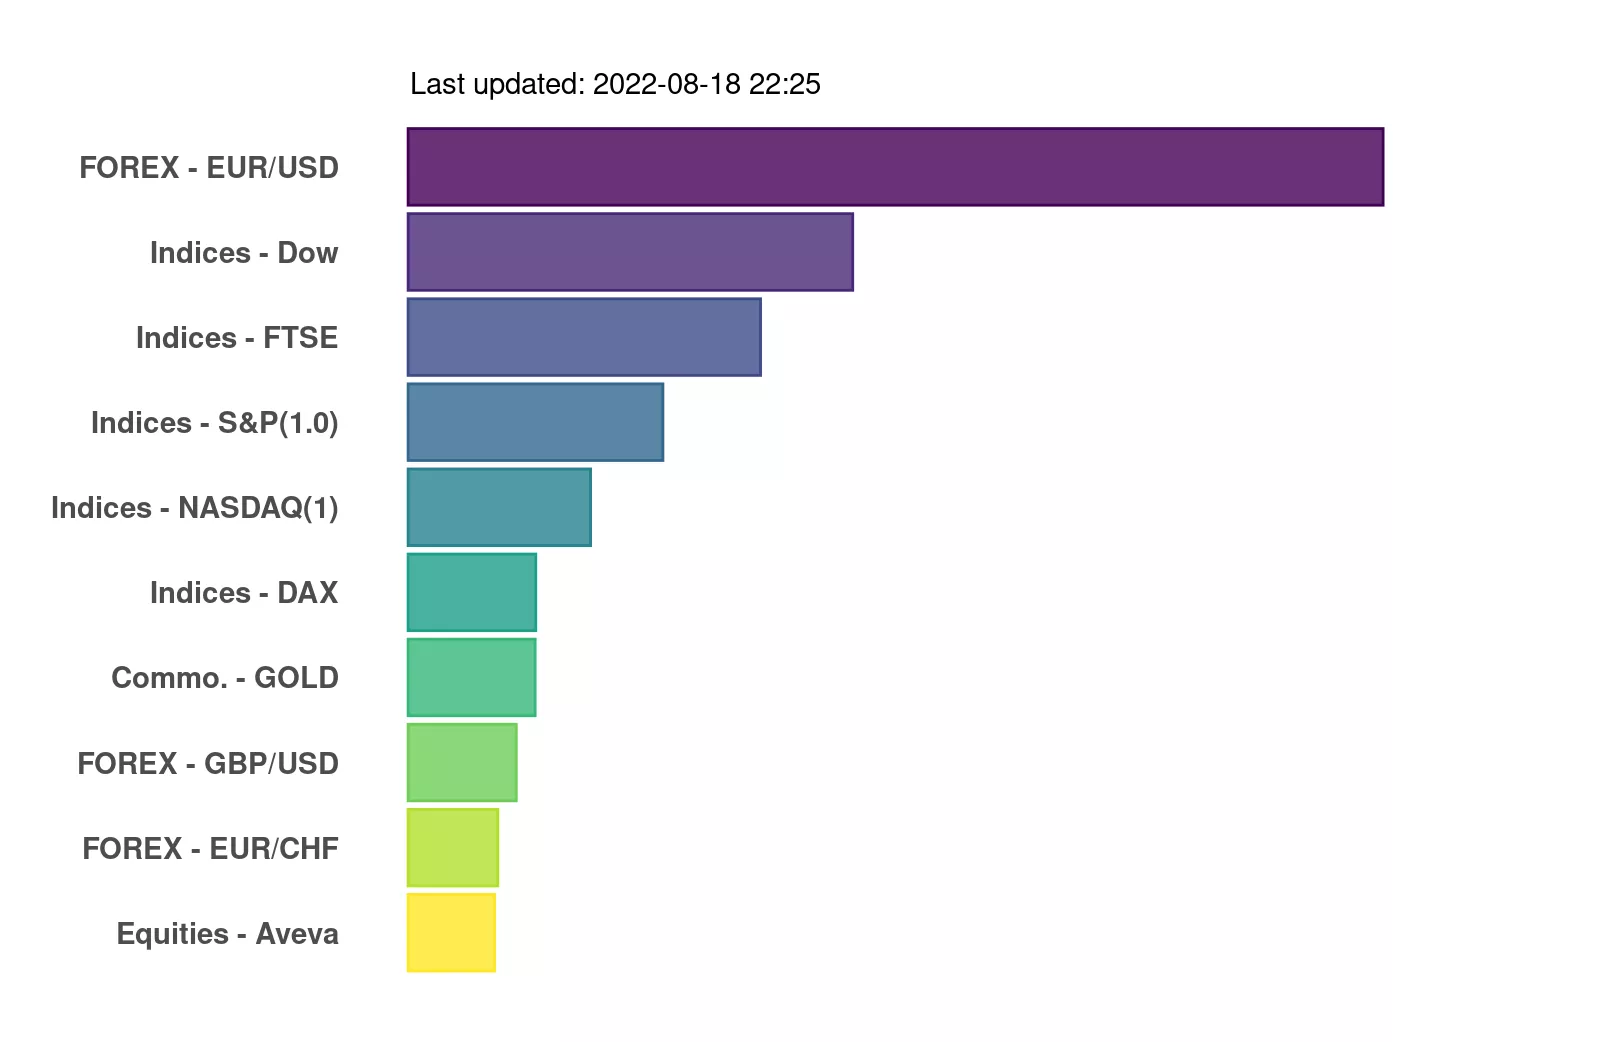 Last updated: 2022-08-18 22:25
FOREX - EUR/USD
Indices - Dow
Indices - FTSE
Indices - S&P(1.0)
Indices - NASDAQ(1)
Indices - DAX
Commo. - GOLD
FOREX - GBP/USD
FOREX - EUR/CHF
Equities - Aveva